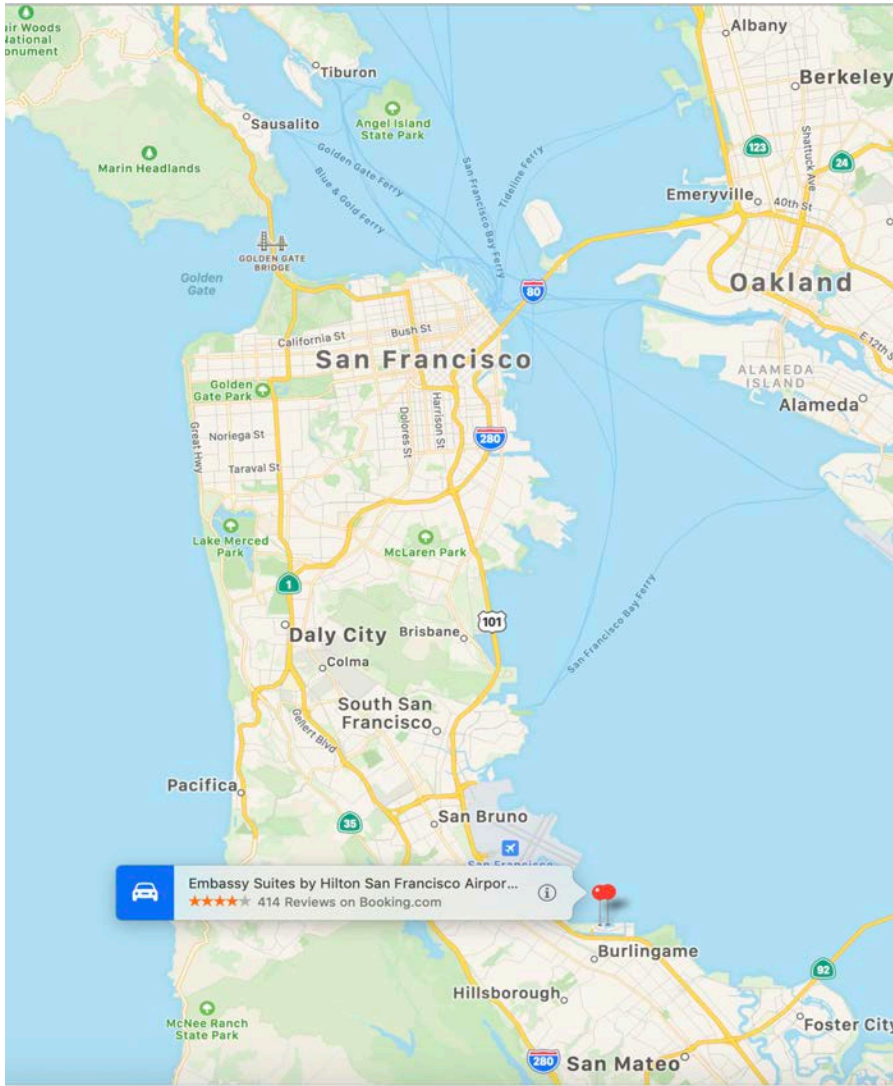 uir Woods
National
onument
Albany
Tiburon
Berkeley
Angel Island
State Park
Sausalito
123
Shattuck Ave
24
Marin Headlands
Golden Gate Ferry
Blue & Gold Ferry
San Francisco Bay Ferry
Tideline Ferry
Emeryville
40th St
GOLDEN GATE
BRIDGE
Golden
Gate
80
Oakland
California St
Bush St
E 12th S
San Francisco
ALAMEDA
ISLAND
Golden
Gate Park
Alameda
Great Hwy
Noriega St
Dolores St
Harrison St
280
Taraval St
Lake Merced
Park
McLaren Park
1
101
Daly City
Brisbane
San Francisco Bay Ferry
Colma
South San
Francisco
Gellert Blvd
Pacifica
35
San Bruno
San Francisco
Embassy Suites by Hilton San Francisco Airpor...
414 Reviews on Booking.com
Burlingame
92
Hillsborough
McNee Ranch
State Park
Foster City
280
San Mateo